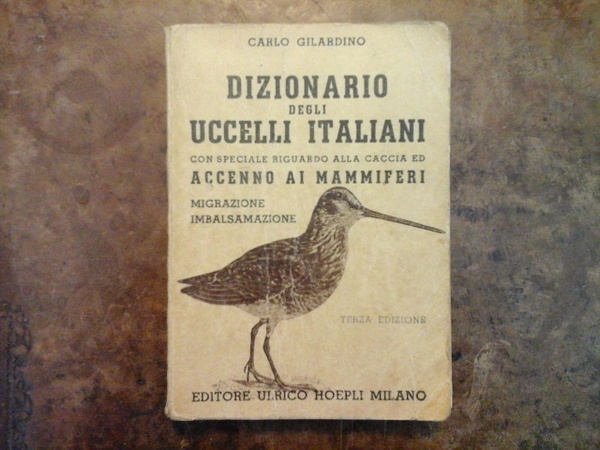 CARLO GILARDINO
DIZIONARIO
DEGLI
UCCELLI ITALIANI
CON SPECIALE RIGUARDO ALLA CACCIA ED
ACCENNO AI MAMMIFERI
MIGRAZIONE
IMBALSAMAZIONE
TERZA EDIZIONE
EDITORE ULRICO HOEPLI MILANO